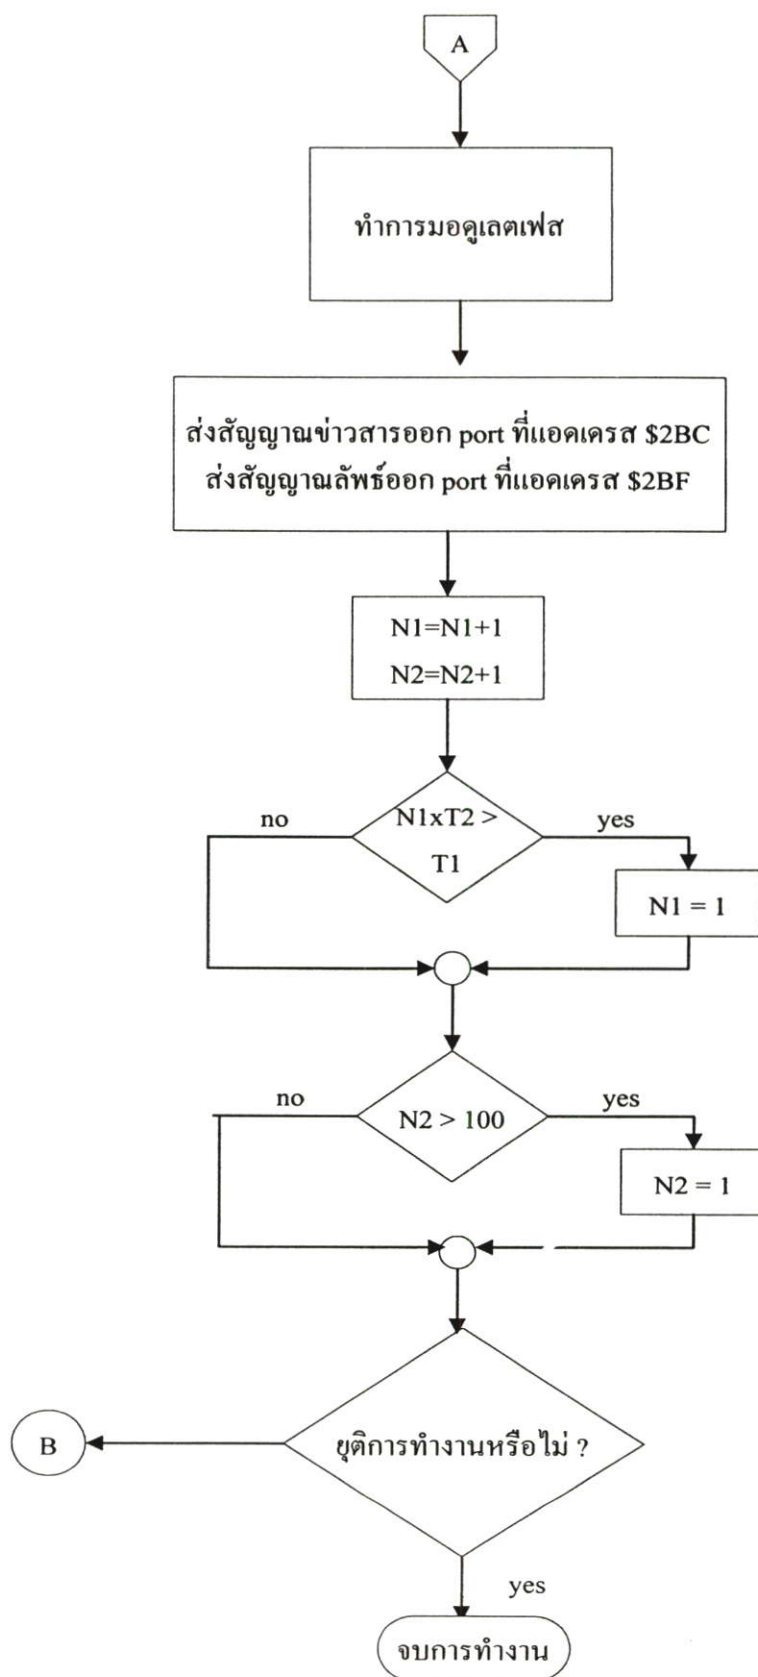 A
ทำการมอดูเลตเฟส
ส่งสัญญาณข่าวสารออก port ที่แอดเดรส $2BC
ส่งสัญญาณลัพธ์ออก port ที่แอดเดรส $2BF
N1=N1+1
N2=N2+1
no
N1xT2 >
T1
yes
N1 = 1
no
N2 > 100
yes
N2 = 1
B
ยุติการทำงานหรือไม่ ?
yes
จบการทำงาน